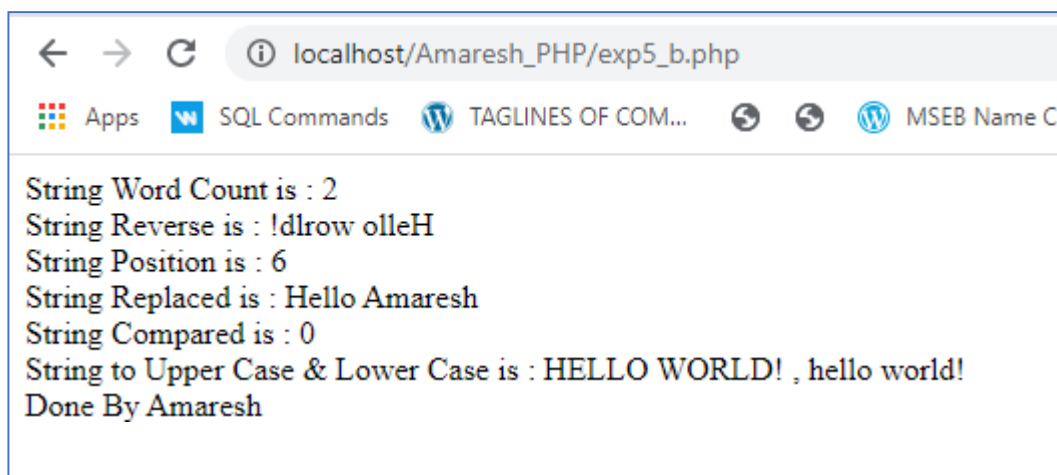 localhost/Amaresh_PHP/exp5_b.php
Apps SQL Commands TAGLINES OF COM... MSEB Name C
String Word Count is : 2
String Reverse is : !dlrow olleH
String Position is : 6
String Replaced is : Hello Amaresh
String Compared is : 0
String to Upper Case & Lower Case is : HELLO WORLD! , hello world!
Done By Amaresh